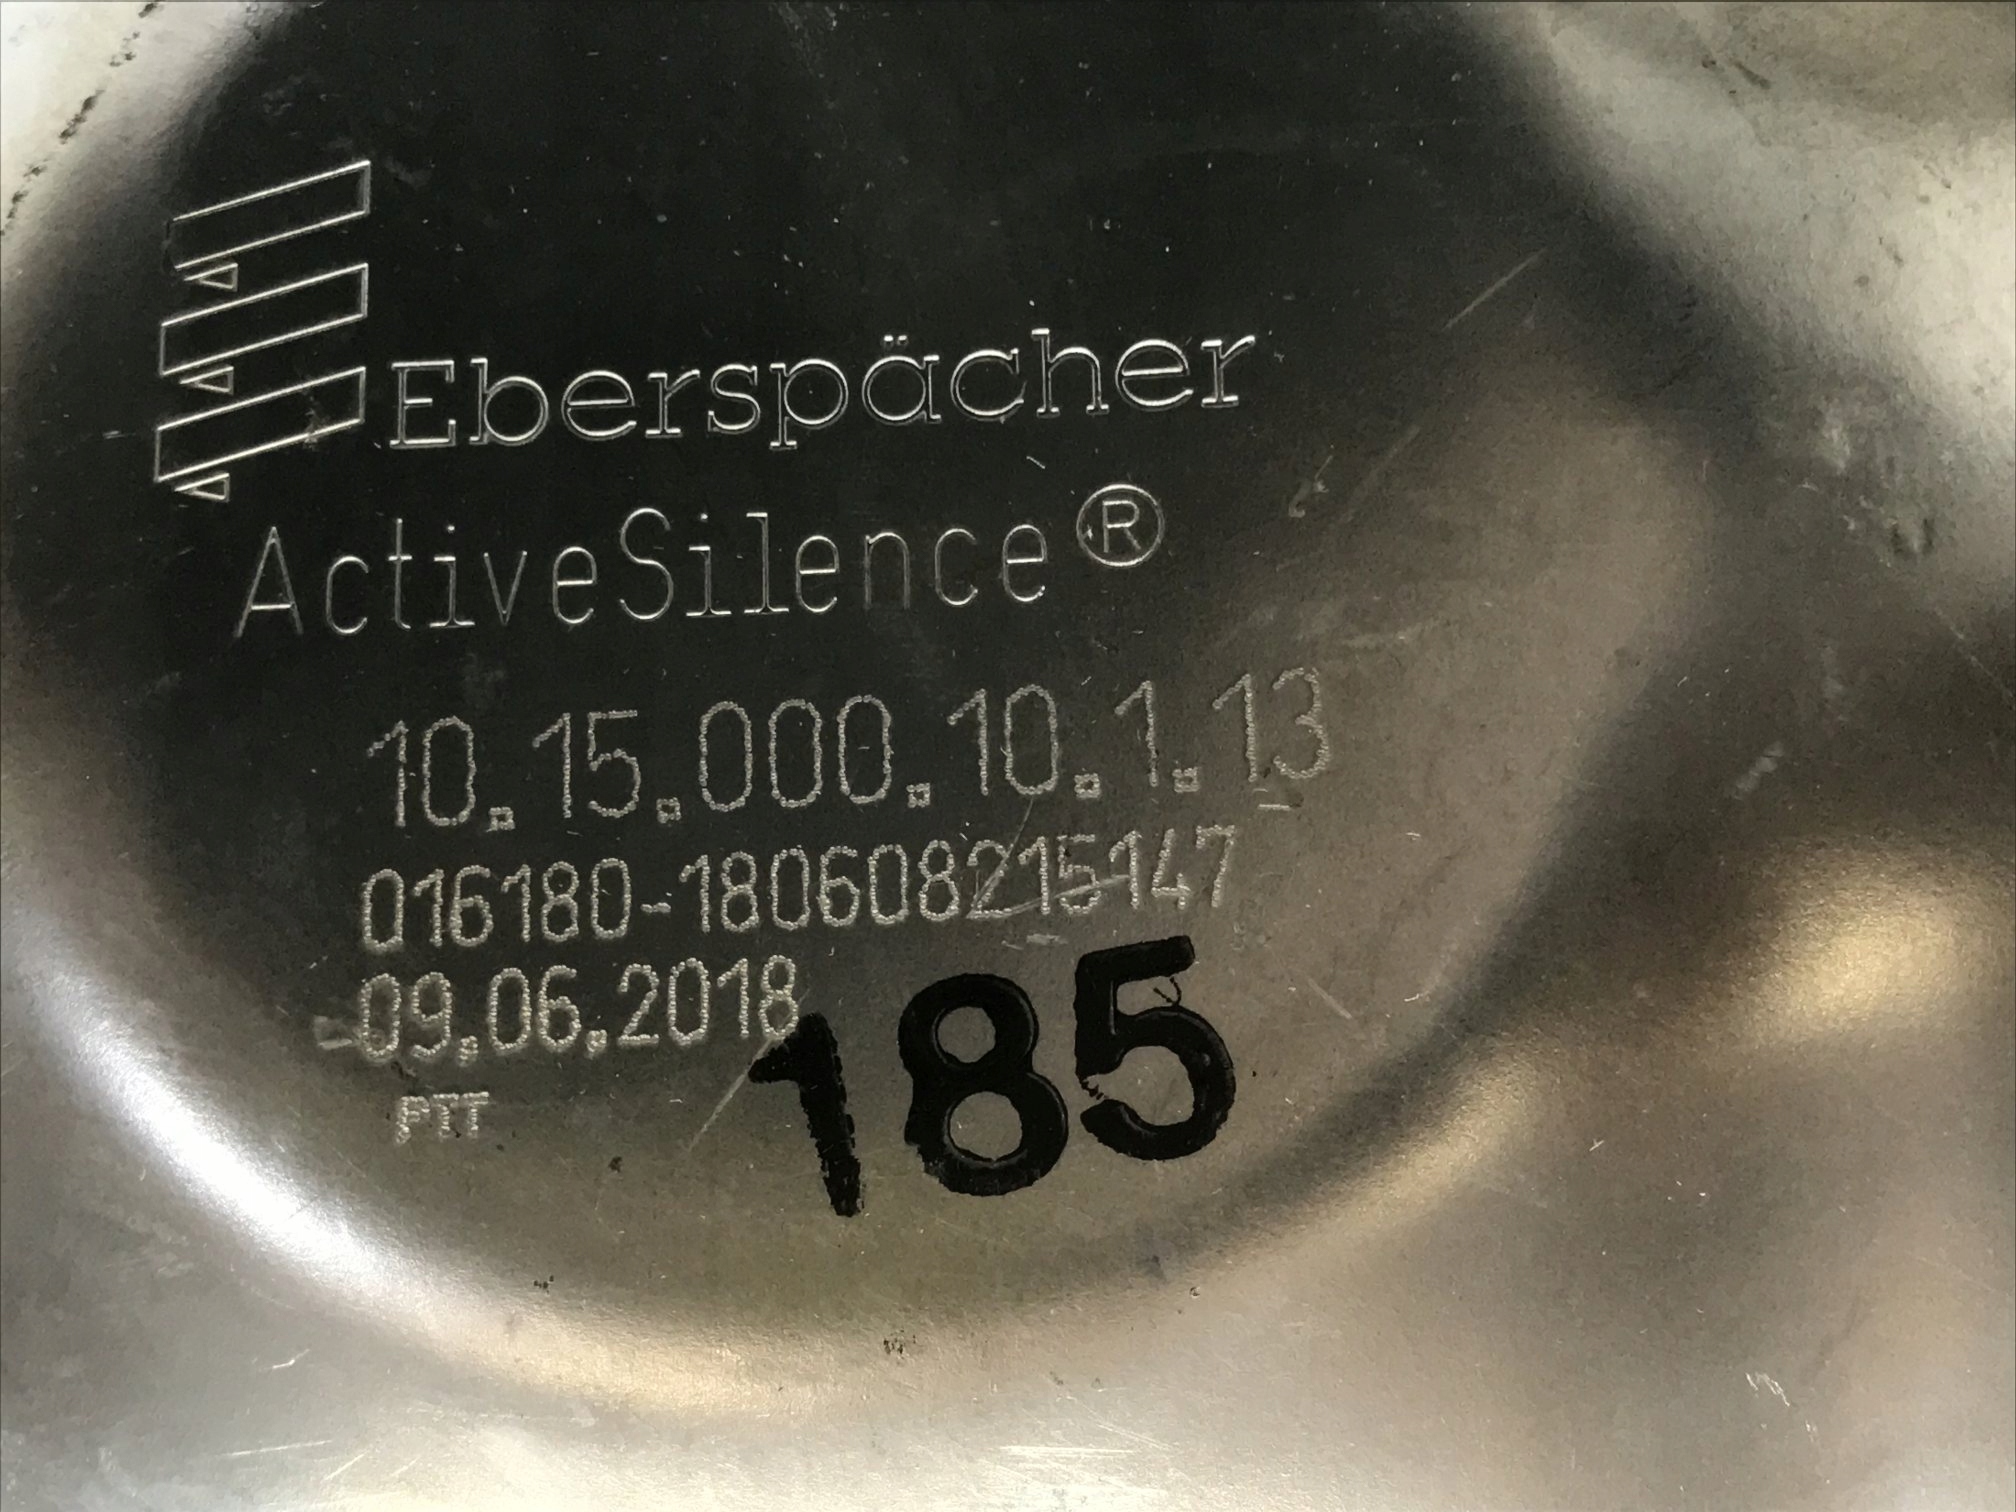 Eberspächer
ActiveSilence®
10.15.000.10.1.13
016180-180608215147
09.06.2018
PTT
185